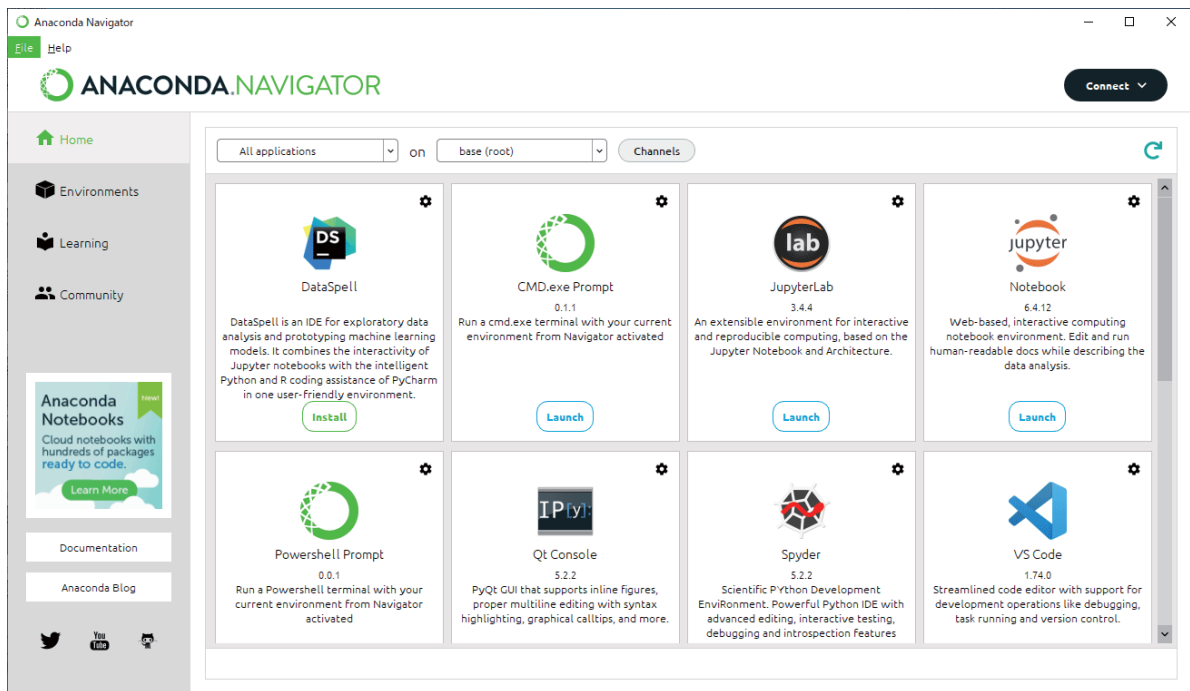 Anaconda Navigator
File Help
ANACONDA.NAVIGATOR
Connect
Home
Environments
Learning
Community
Anaconda
Notebooks
New!
Cloud notebooks with
hundreds of packages
ready to code.
Learn More
Documentation
Anaconda Blog
You
Tube
All applications on base (root) Channels
DS
DataSpell
DataSpell is an IDE for exploratory data
analysis and prototyping machine learning
models. It combines the interactivity of
Jupyter notebooks with the intelligent
Python and R coding assistance of PyCharm
in one user-friendly environment.
Install
CMD.exe Prompt
0.1.1
Run a cmd.exe terminal with your current
environment from Navigator activated
Launch
lab
JupyterLab
3.4.4
An extensible environment for interactive
and reproducible computing, based on the
Jupyter Notebook and Architecture.
Launch
jupyter
Notebook
6.4.12
Web-based, interactive computing
notebook environment. Edit and run
human-readable docs while describing the
data analysis.
Launch
Powershell Prompt
0.0.1
Run a Powershell terminal with your
current environment from Navigator
activated
IP[y]:
Qt Console
5.2.2
PyQt GUI that supports inline figures,
proper multiline editing with syntax
highlighting, graphical calltips, and more.
Spyder
5.2.2
Scientific PYthon Development
EnviRonment. Powerful Python IDE with
advanced editing, interactive testing,
debugging and introspection features
VS Code
1.74.0
Streamlined code editor with support for
development operations like debugging,
task running and version control.